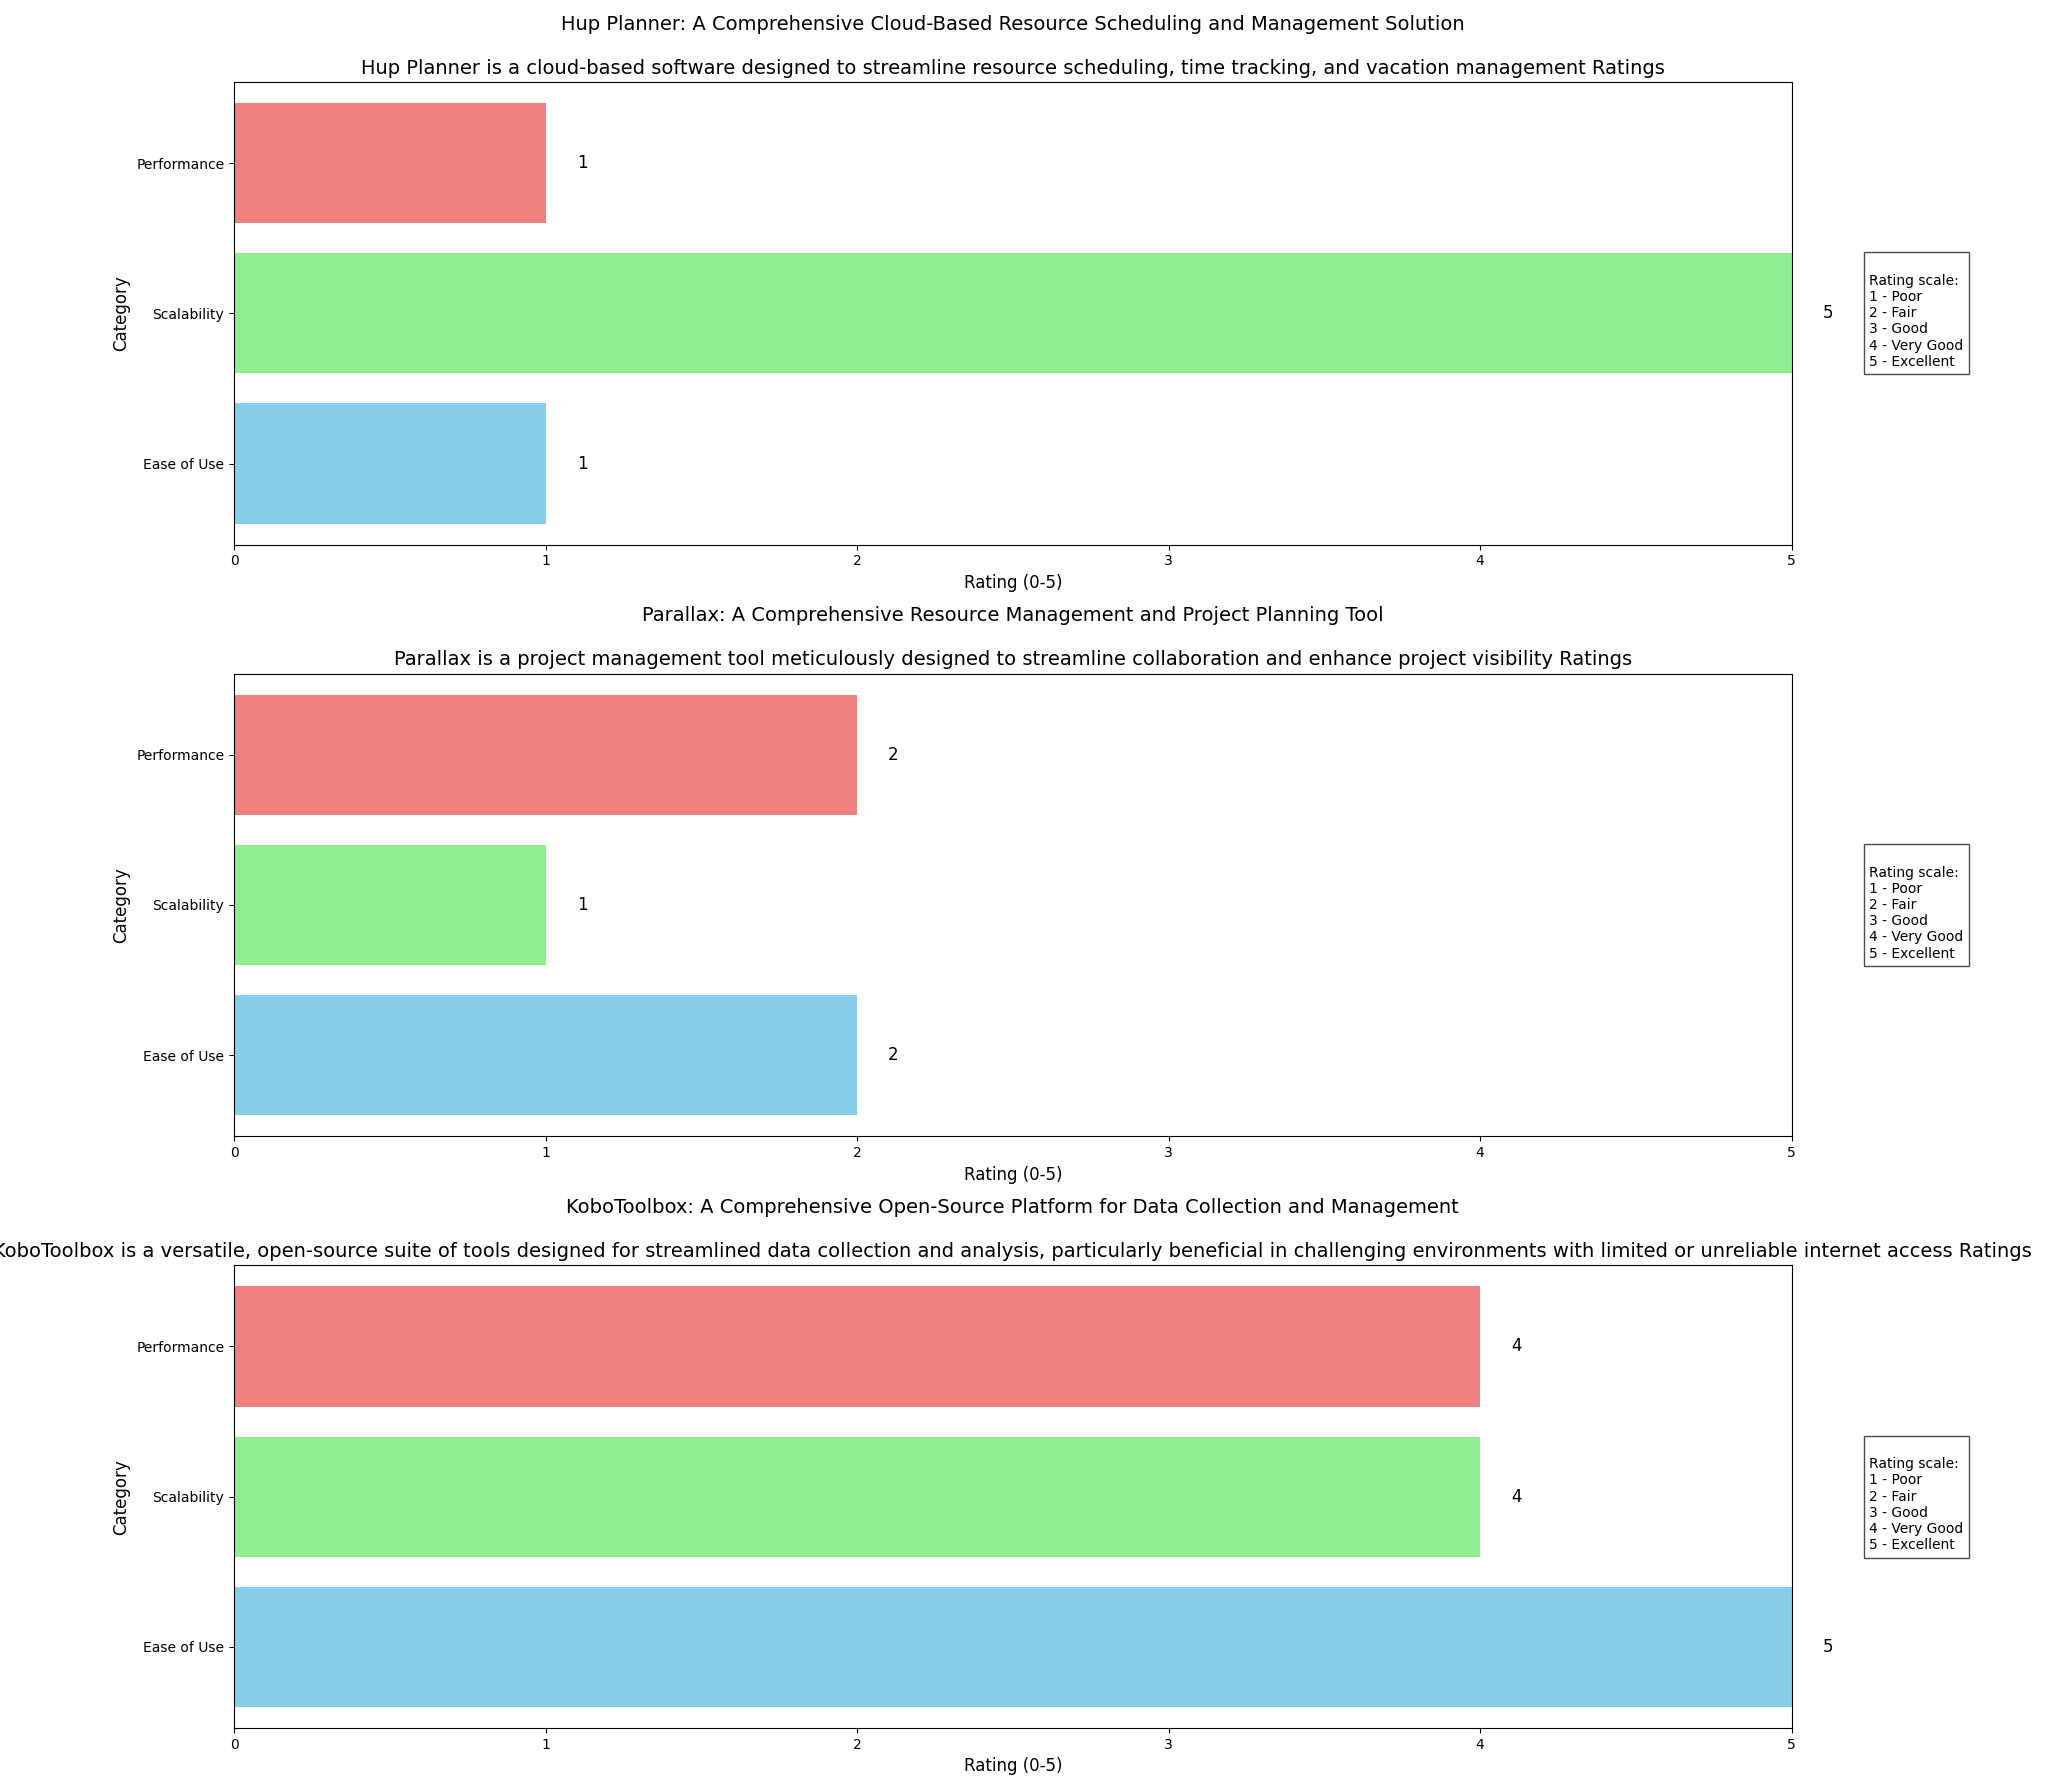 Hup Planner: A Comprehensive Cloud-Based Resource Scheduling and Management Solution
Hup Planner is a cloud-based software designed to streamline resource scheduling, time tracking, and vacation management Ratings
Category
Performance
1
Scalability
5
Ease of Use
1
Rating scale:
1 - Poor
2 - Fair
3 - Good
4 - Very Good
5 - Excellent
0 1 2 3 4 5
Rating (0-5)
Parallax: A Comprehensive Resource Management and Project Planning Tool
Parallax is a project management tool meticulously designed to streamline collaboration and enhance project visibility Ratings
Category
Performance
2
Scalability
1
Ease of Use
2
Rating scale:
1 - Poor
2 - Fair
3 - Good
4 - Very Good
5 - Excellent
0 1 2 3 4 5
Rating (0-5)
KoboToolbox: A Comprehensive Open-Source Platform for Data Collection and Management
KoboToolbox is a versatile, open-source suite of tools designed for streamlined data collection and analysis, particularly beneficial in challenging environments with limited or unreliable internet access Ratings
Category
Performance
4
Scalability
4
Ease of Use
5
Rating scale:
1 - Poor
2 - Fair
3 - Good
4 - Very Good
5 - Excellent
0 1 2 3 4 5
Rating (0-5)